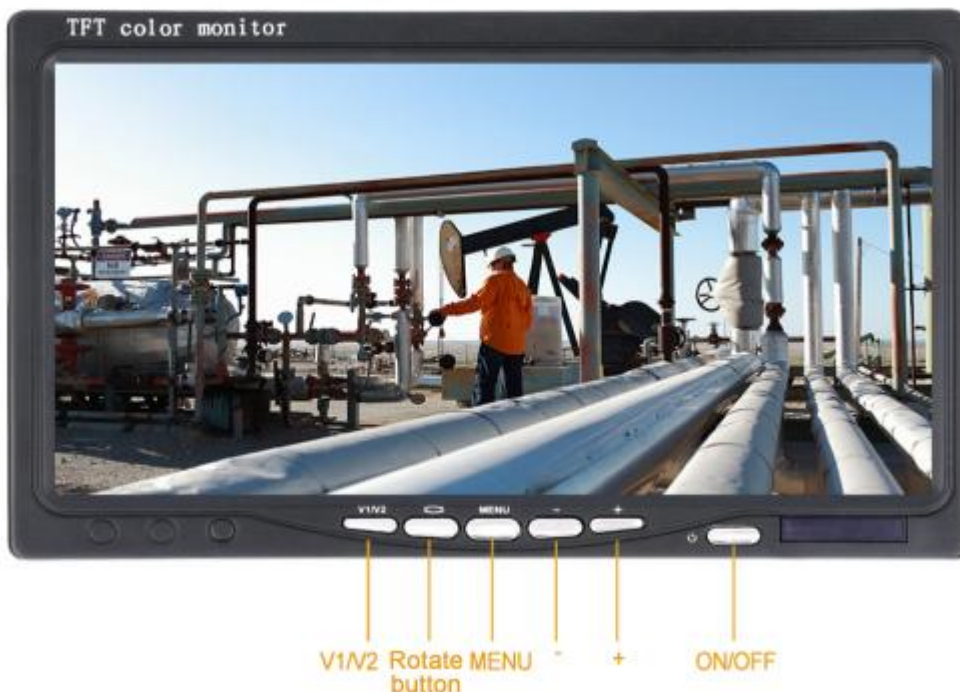 TFT color monitor
V1/V2 MENU - +
V1/V2 Rotate MENU - + ON/OFF
button